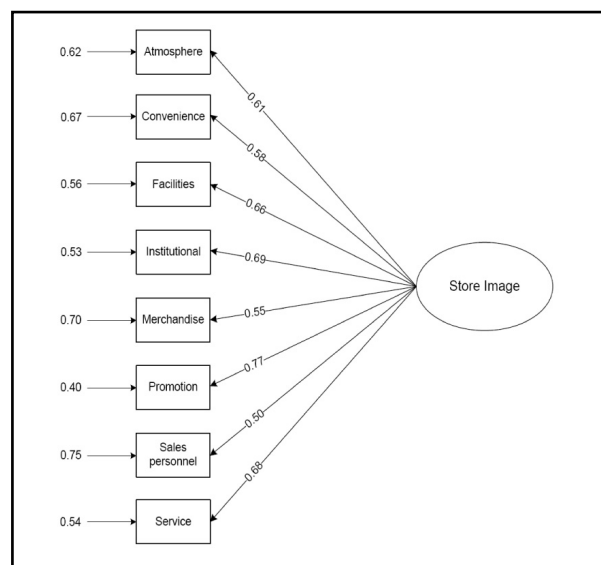 0.62
Atmosphere
0.61
0.67
Convenience
0.58
0.56
Facilities
0.66
0.53
Institutional
0.69
Store Image
0.70
Merchandise
0.55
0.40
Promotion
0.77
0.75
Sales
personnel
0.50
0.54
Service
0.68